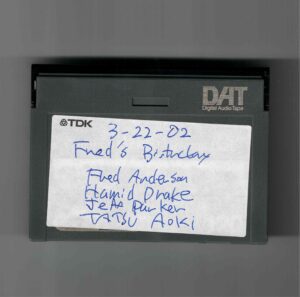 DAT
Digital Audio Tape
TDK
3-22-02
Fred's Birthday
Fred Anderson
Hamid Drake
Jeff Parker
TATSU AOKI